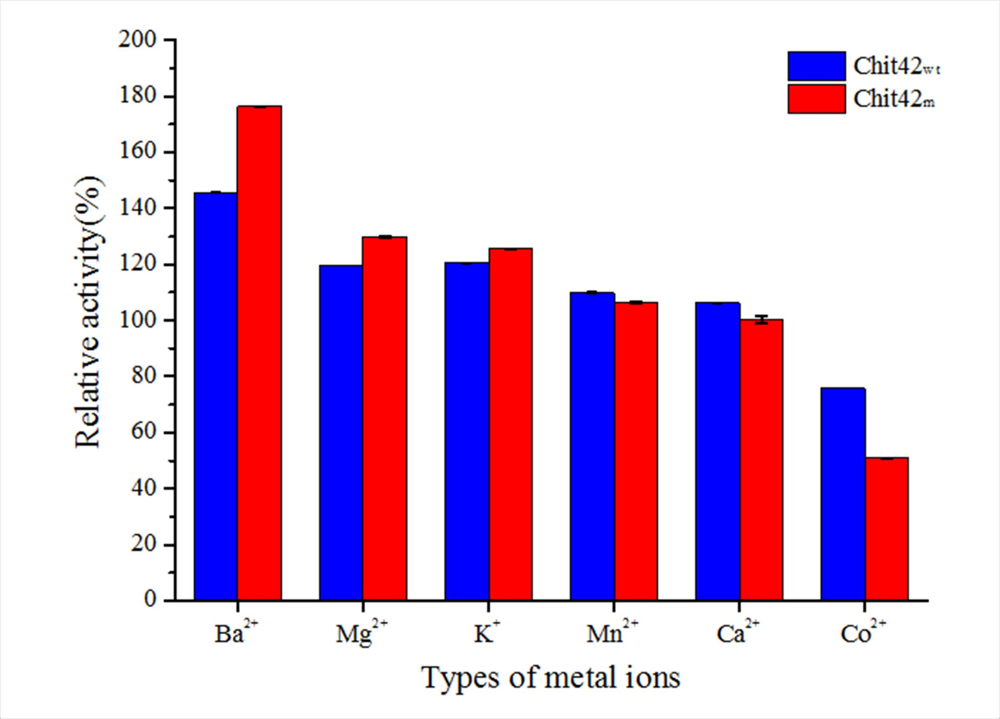 200
180
160
140
120
100
80
60
40
20
0
Relative activity(%)
Chit42wt
Chit42m
Ba2+ Mg2+ K+ Mn2+ Ca2+ Co2+
Types of metal ions